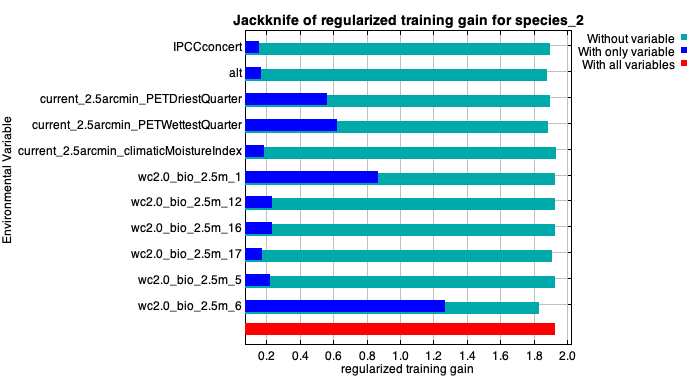 Jackknife of regularized training gain for species_2
Without variable
With only variable
With all variables
Environmental Variable
IPCCconcert
alt
current_2.5arcmin_PETDriestQuarter
current_2.5arcmin_PETWettestQuarter
current_2.5arcmin_climaticMoistureIndex
wc2.0_bio_2.5m_1
wc2.0_bio_2.5m_12
wc2.0_bio_2.5m_16
wc2.0_bio_2.5m_17
wc2.0_bio_2.5m_5
wc2.0_bio_2.5m_6
0.2 0.4 0.6 0.8 1.0 1.2 1.4 1.6 1.8 2.0
regularized training gain